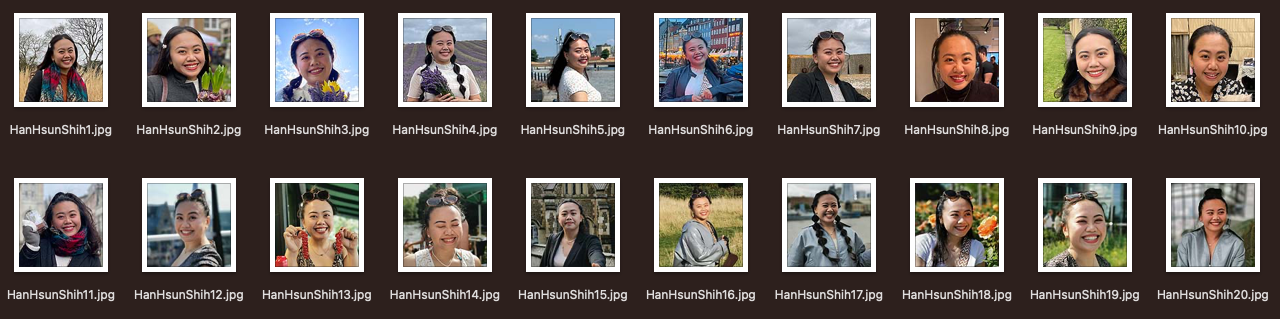 HanHsunShih1.jpg HanHsunShih2.jpg HanHsunShih3.jpg HanHsunShih4.jpg HanHsunShih5.jpg HanHsunShih6.jpg HanHsunShih7.jpg HanHsunShih8.jpg HanHsunShih9.jpg HanHsunShih10.jpg
HanHsunShih11.jpg HanHsunShih12.jpg HanHsunShih13.jpg HanHsunShih14.jpg HanHsunShih15.jpg HanHsunShih16.jpg HanHsunShih17.jpg HanHsunShih18.jpg HanHsunShih19.jpg HanHsunShih20.jpg